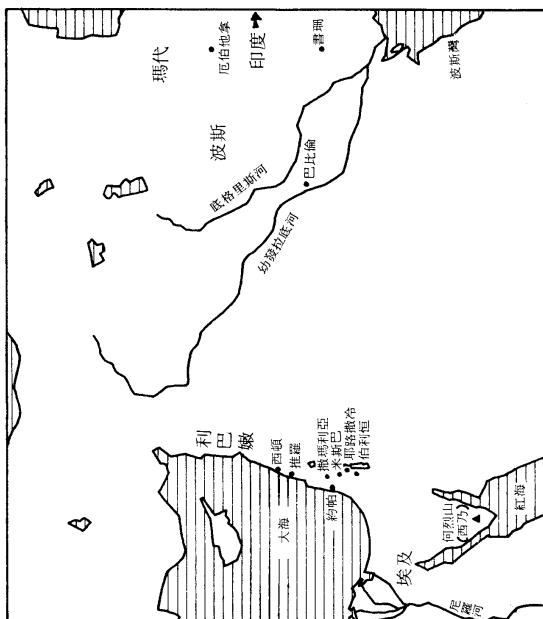 瑪代
厄伯他拿
印度
書珊
波斯灣
波斯
底格里斯河
巴比倫
幼發拉底河
利巴嫩
西頓
推羅
撒瑪利亞
米斯巴
耶路撒冷
伯利恒
約帕
大海
何烈山
(西乃)
紅海
埃及
尼羅河